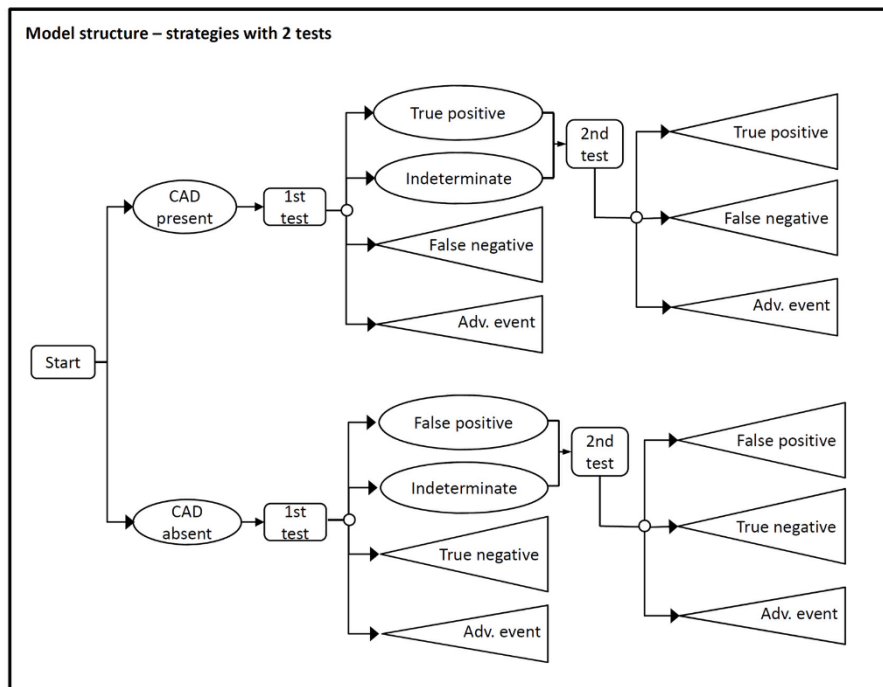 Model structure – strategies with 2 tests
True positive
2nd
test
True positive
Indeterminate
CAD
present
1st
test
False negative
False negative
Adv. event
Adv. event
Start
False positive
2nd
test
False positive
Indeterminate
CAD
absent
1st
test
True negative
True negative
Adv. event
Adv. event